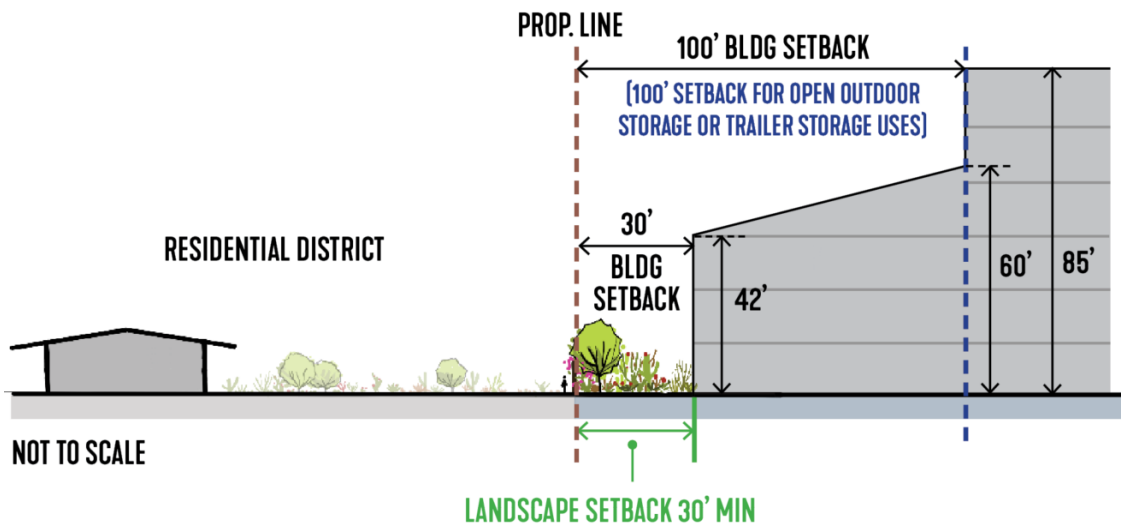 PROP. LINE
100’ BLDG SETBACK
(100’ SETBACK FOR OPEN OUTDOOR
STORAGE OR TRAILER STORAGE USES)
RESIDENTIAL DISTRICT
30’
BLDG
SETBACK
42’
60’
85’
NOT TO SCALE
LANDSCAPE SETBACK 30’ MIN